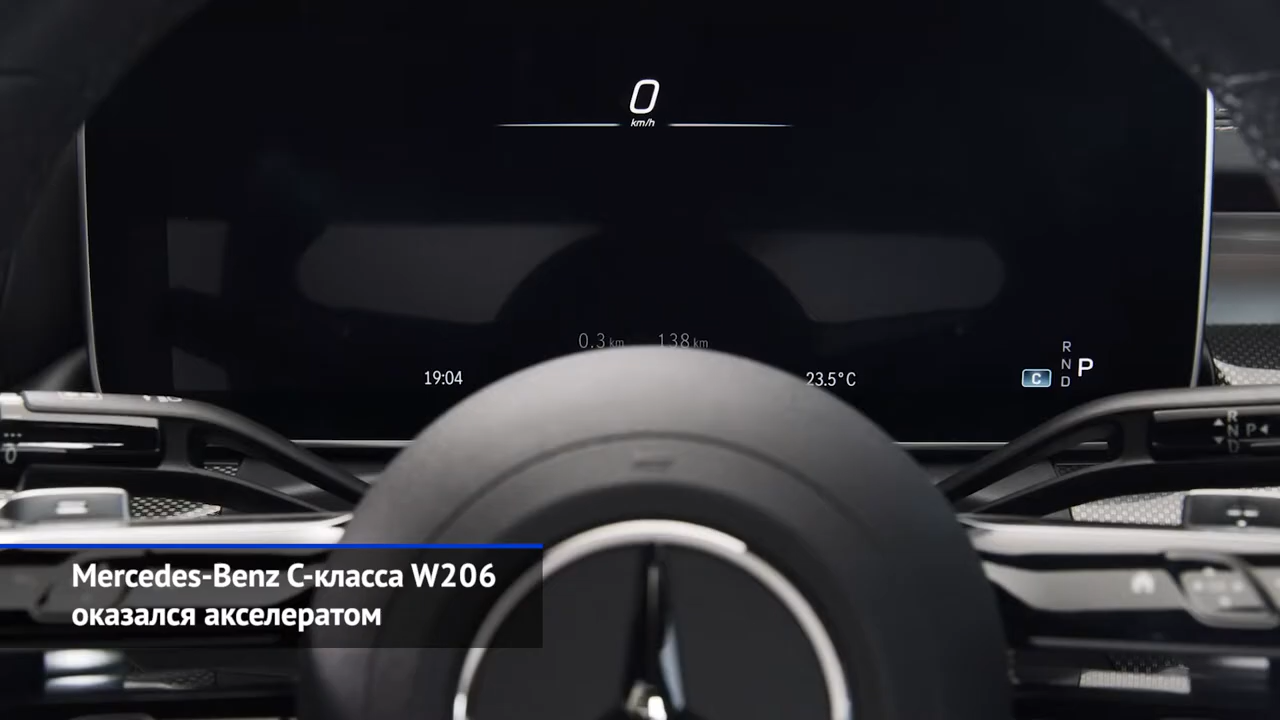 0
km/h
0.3 km 138 km
19:04
23.5°C
C
R
N
D
P
R
N
D
P
Mercedes-Benz C-класса W206
оказался акселератом